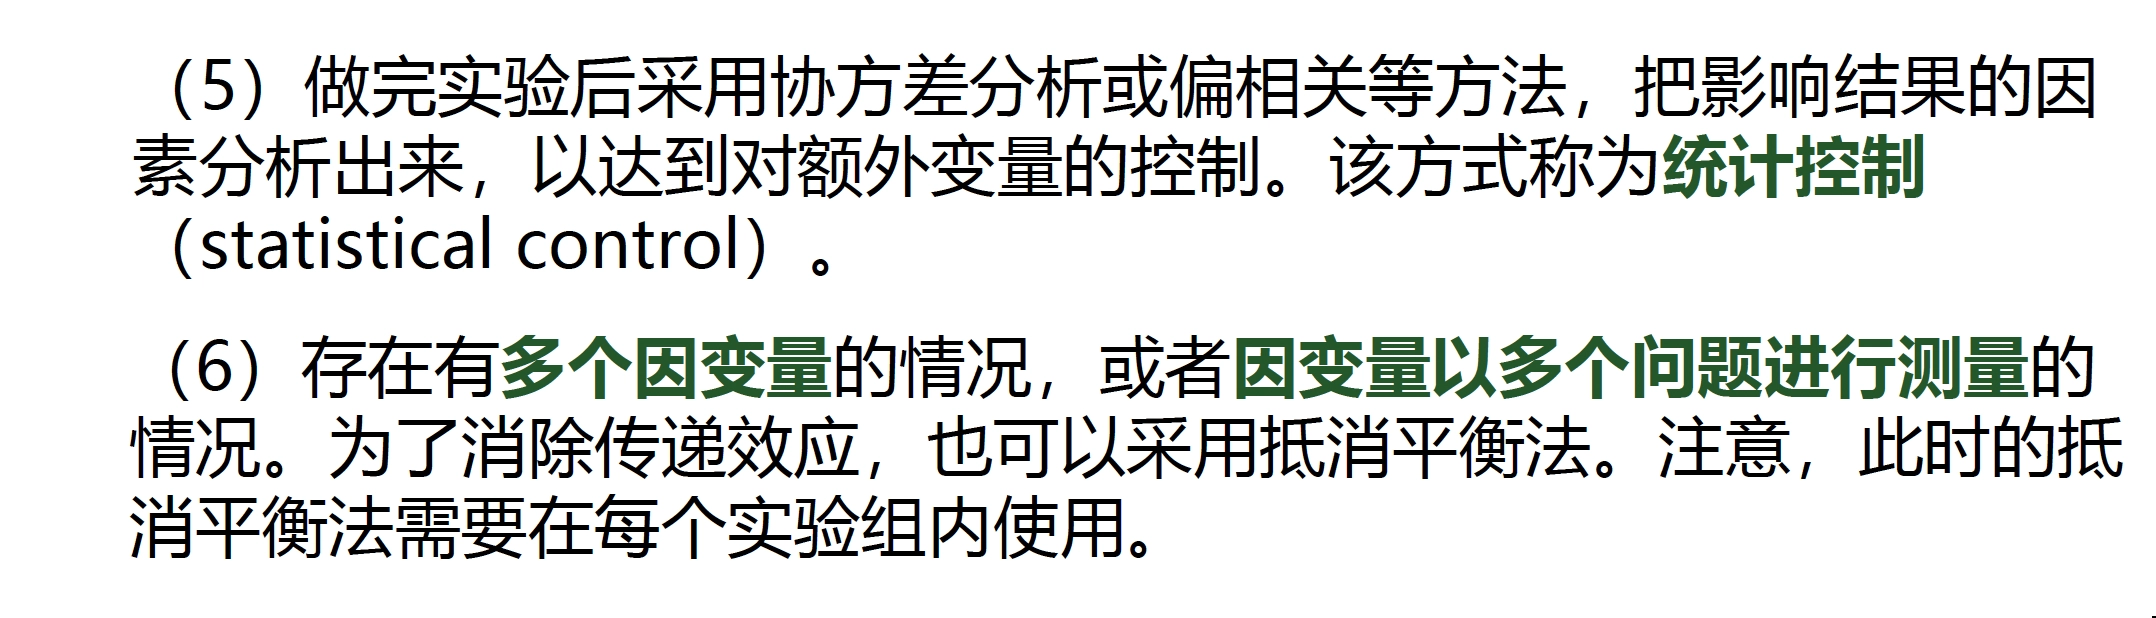 （5）做完实验后采用协方差分析或偏相关等方法，把影响结果的因
素分析出来，以达到对额外变量的控制。该方式称为统计控制
（statistical control）。
（6）存在有多个因变量的情况，或者因变量以多个问题进行测量的
情况。为了消除传递效应，也可以采用抵消平衡法。注意，此时的抵
消平衡法需要在每个实验组内使用。